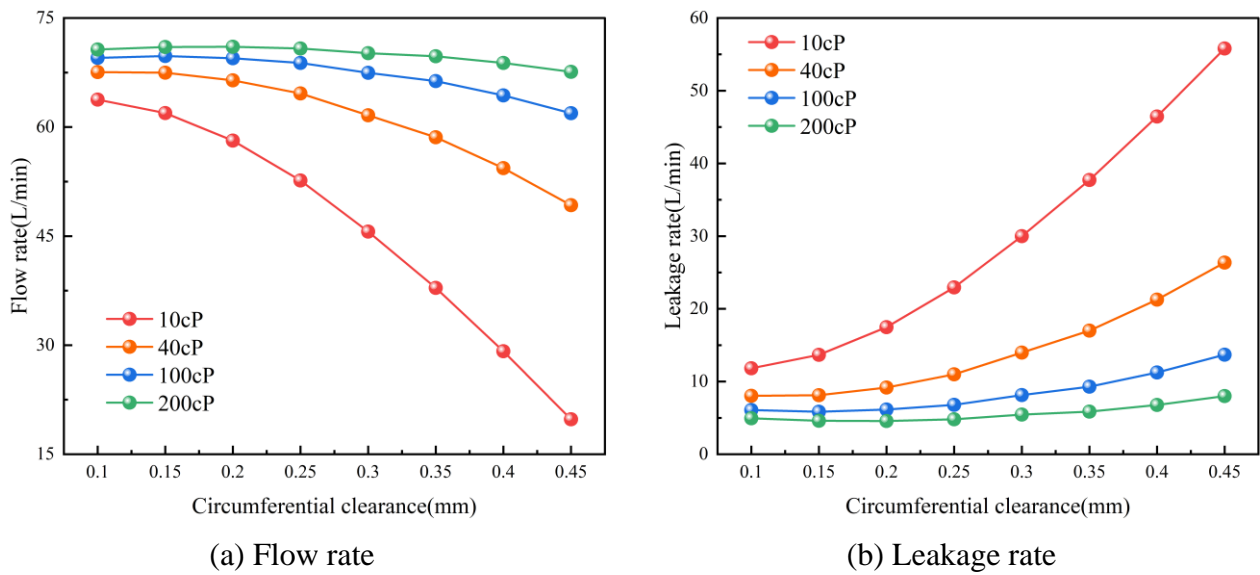 75
60
45
30
15
Flow rate(L/min)
10cP
40cP
100cP
200cP
0.1 0.15 0.2 0.25 0.3 0.35 0.4 0.45
Circumferential clearance(mm)
(a) Flow rate
60
50
40
30
20
10
0
Leakage rate(L/min)
10cP
40cP
100cP
200cP
0.1 0.15 0.2 0.25 0.3 0.35 0.4 0.45
Circumferential clearance(mm)
(b) Leakage rate